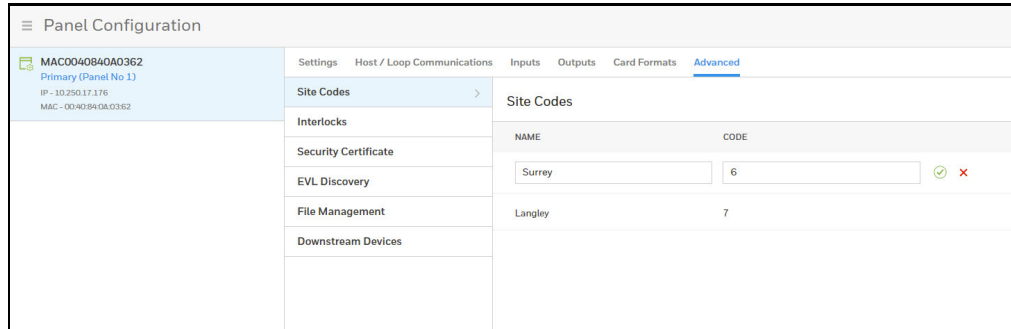 Panel Configuration
MAC0040840A0362
Primary (Panel No 1)
IP - 10.250.17.176
MAC - 00:40:84:0A:03:62
Settings Host / Loop Communications Inputs Outputs Card Formats Advanced
Site Codes
Interlocks
Security Certificate
EVL Discovery
File Management
Downstream Devices
Site Codes
NAME CODE
Surrey 6
Langley 7